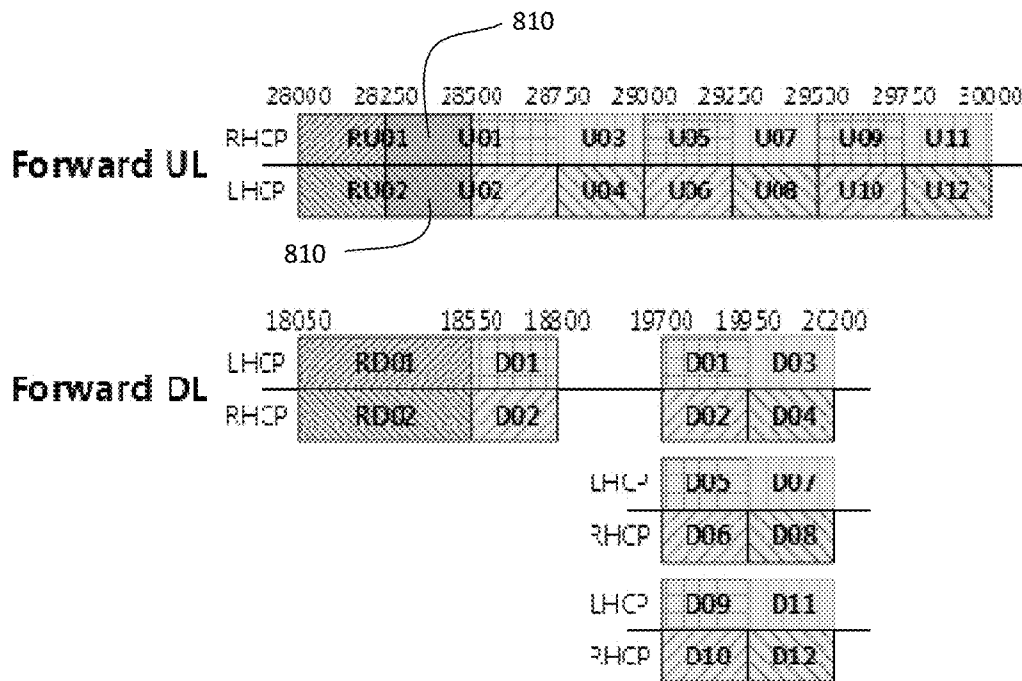 810
28000 28250 28500 28750 29000 29250 29500 29750 30000
Forward UL
RHCP RU01 U01 U03 U05 U07 U09 U11
LHCP RU02 U02 U04 U06 U08 U10 U12
810
18050 18550 18800 19700 19950 20200
Forward DL
LHCP RD01 D01 D01 D03
RHCP RD02 D02 D02 D04
LHCP D05 D07
RHCP D06 D08
LHCP D09 D11
RHCP D10 D12